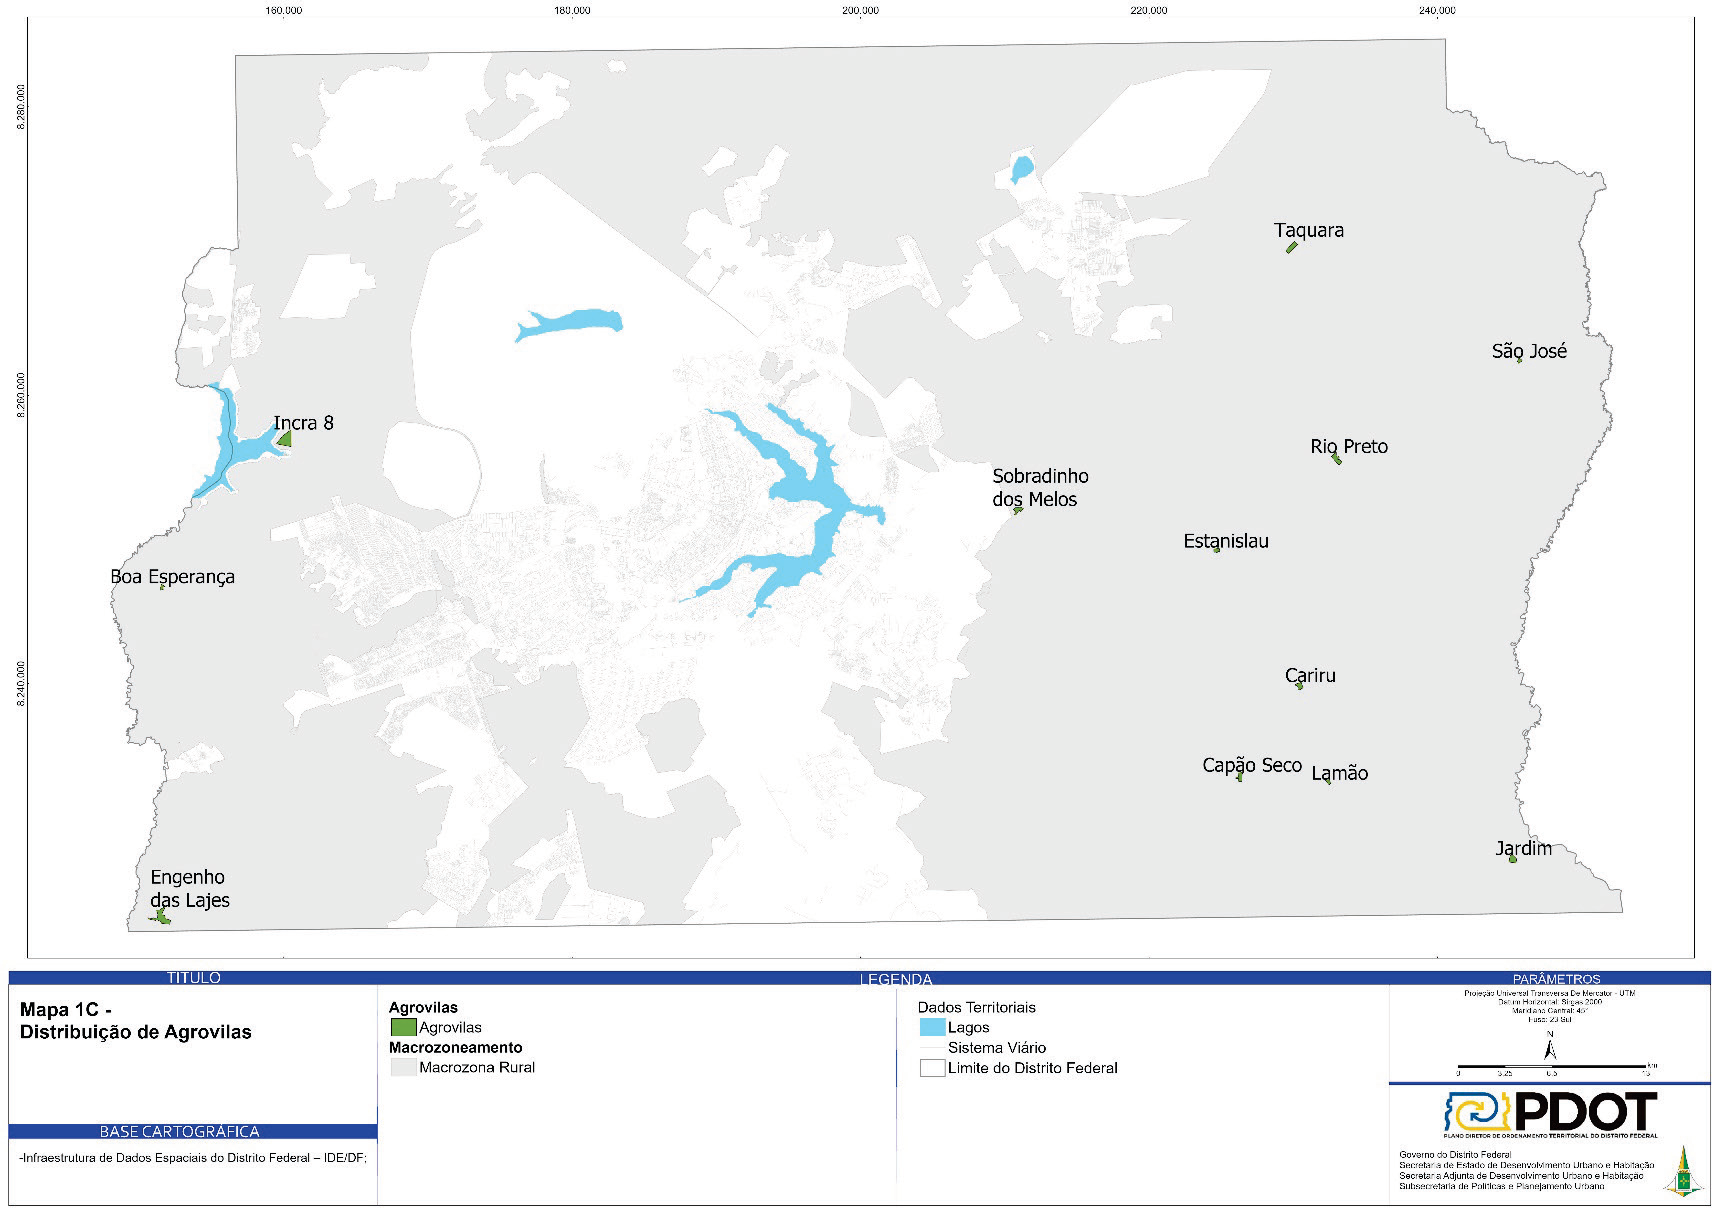 160.000
180.000
200.000
220.000
240.000
8.280.000
8.260.000
8.240.000
Taquara
São José
Incra 8
Rio Preto
Sobradinho
dos Melos
Estanislau
Boa Esperança
Cariru
Capão Seco
Lamão
Jardim
Engenho
das Lajes
TÍTULO
Mapa 1C -
Distribuição de Agrovilas
BASE CARTOGRÁFICA
-Infraestrutura de Dados Espaciais do Distrito Federal – IDE/DF;
LEGENDA
Agrovilas
Agrovilas
Macrozoneamento
Macrozona Rural
Dados Territoriais
Lagos
Sistema Viário
Limite do Distrito Federal
PARÂMETROS
Projeção Universal Transversa De Mercator - UTM
Datum Horizontal: Sirgas 2000
Meridiano Central: 45°
Fuso: 23 Sul
N
0 3.25 6.5 13 km
PDOT
PLANO DIRETOR DE ORDENAMENTO TERRITORIAL DO DISTRITO FEDERAL
Governo do Distrito Federal
Secretaria de Estado de Desenvolvimento Urbano e Habitação
Secretaria Adjunta de Desenvolvimento Urbano e Habitação
Subsecretaria de Políticas e Planejamento Urbano